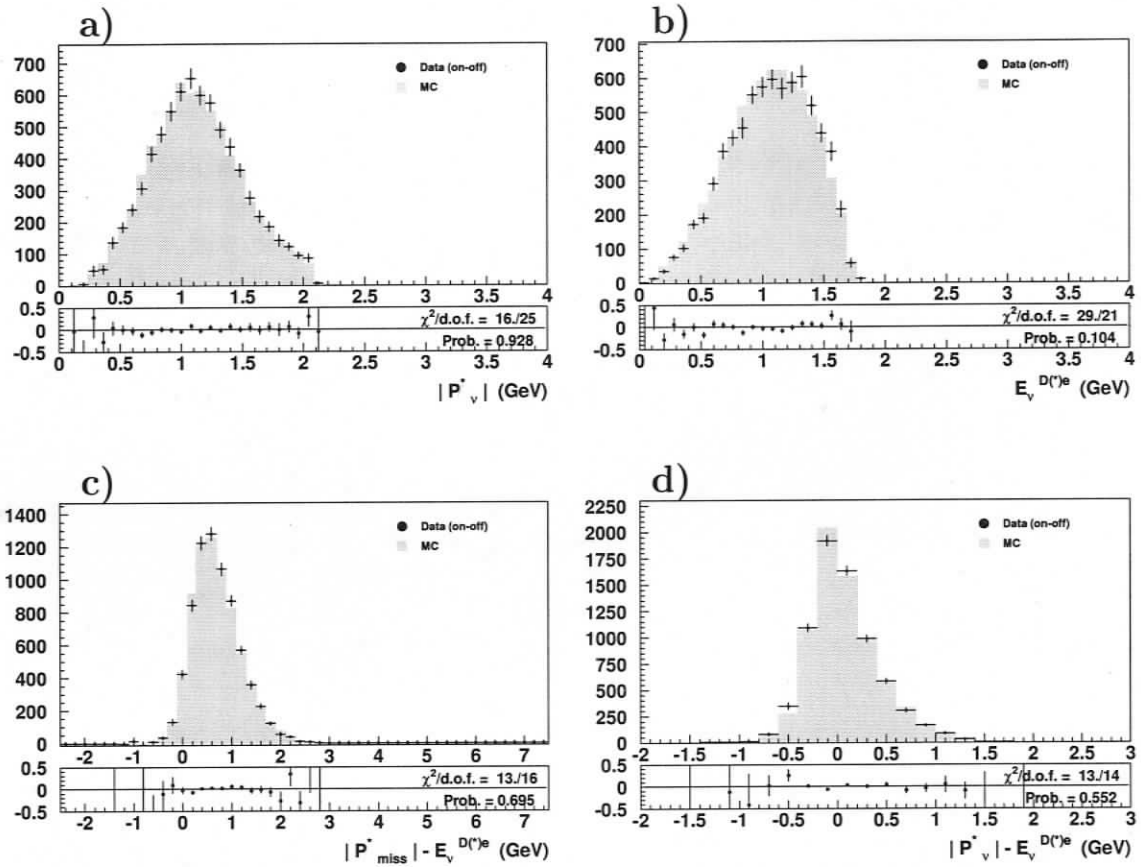 a)
700
600
500
400
300
200
100
0
Data (on-off)
MC
0 0.5 1 1.5 2 2.5 3 3.5 4
0.5
0
-0.5
χ²/d.o.f. = 16./25
Prob. = 0.928
0 0.5 1 1.5 2 2.5 3 3.5 4
| P*ν | (GeV)
b)
700
600
500
400
300
200
100
0
Data (on-off)
MC
0 0.5 1 1.5 2 2.5 3 3.5 4
0.5
0
-0.5
χ²/d.o.f. = 29./21
Prob. = 0.104
0 0.5 1 1.5 2 2.5 3 3.5 4
Eν D(*)e (GeV)
c)
1400
1200
1000
800
600
400
200
0
Data (on-off)
MC
-2 -1 0 1 2 3 4 5 6 7
0.5
0
-0.5
χ²/d.o.f. = 13./16
Prob. = 0.695
-2 -1 0 1 2 3 4 5 6 7
| P*miss | - Eν D(*)e (GeV)
d)
2250
2000
1750
1500
1250
1000
750
500
250
0
Data (on-off)
MC
-2 -1.5 -1 -0.5 0 0.5 1 1.5 2 2.5 3
0.5
0
-0.5
χ²/d.o.f. = 13./14
Prob. = 0.552
-2 -1.5 -1 -0.5 0 0.5 1 1.5 2 2.5 3
| P*ν | - Eν D(*)e (GeV)